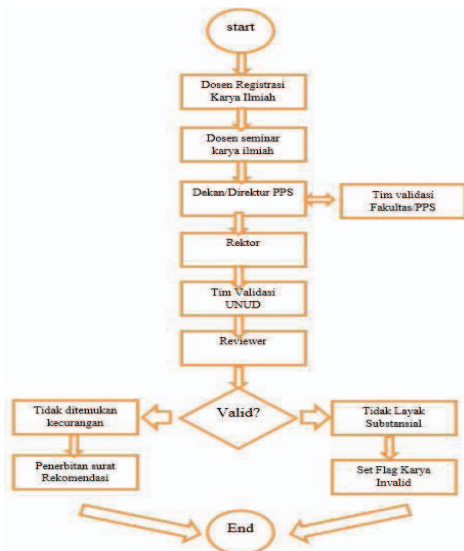 start
Dosen Registrasi
Karya Ilmiah
Dosen seminar
karya ilmiah
Dekan/Direktur PPS
Tim validasi
Fakultas/PPS
Rektor
Tim Validasi
UNUD
Reviewer
Valid?
Tidak ditemukan
kecurangan
Tidak Layak
Substansial
Penerbitan surat
Rekomendasi
Set Flag Karya
Invalid
End